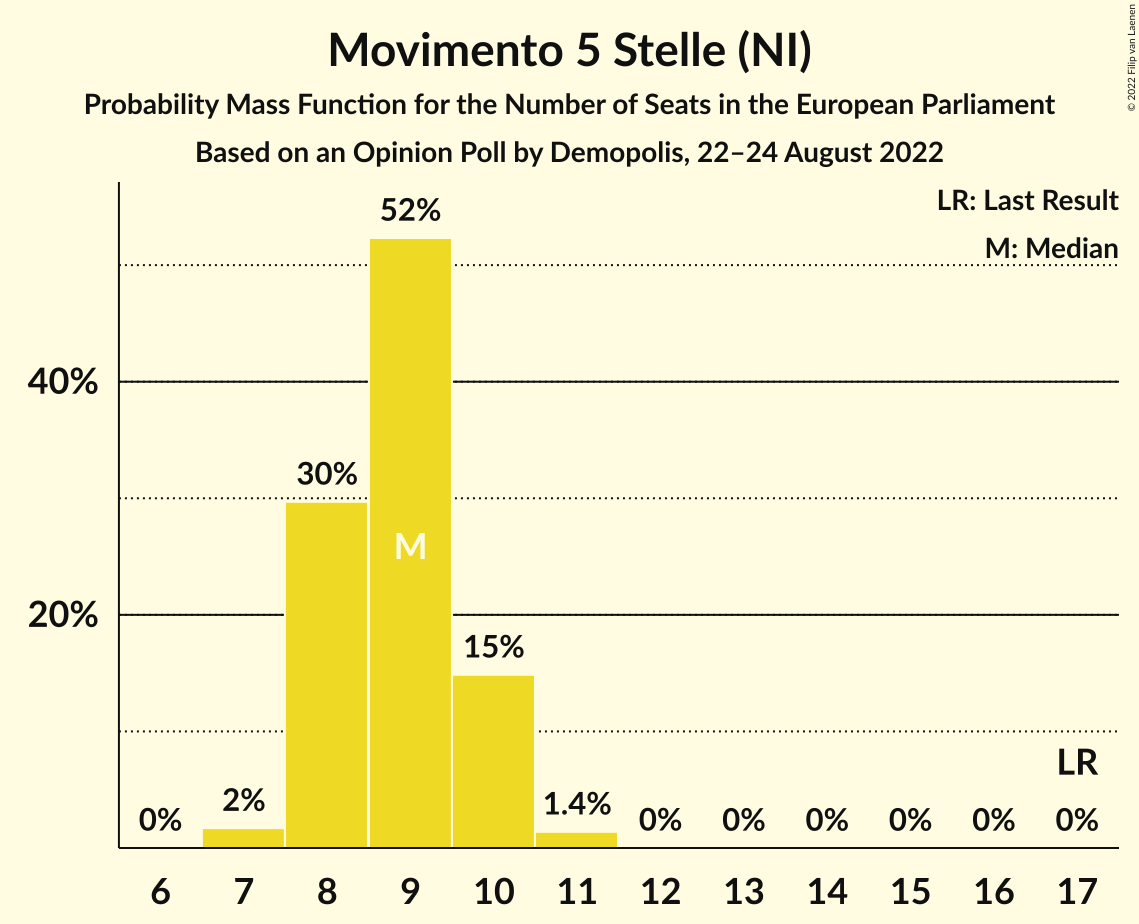 Movimento 5 Stelle (NI)
Probability Mass Function for the Number of Seats in the European Parliament
Based on an Opinion Poll by Demopolis, 22–24 August 2022
© 2022 Filip van Laenen
LR: Last Result
M: Median
52%
40%
30%
M
20%
15%
LR
0% 2% 1.4% 0% 0% 0% 0% 0% 0%
6 7 8 9 10 11 12 13 14 15 16 17